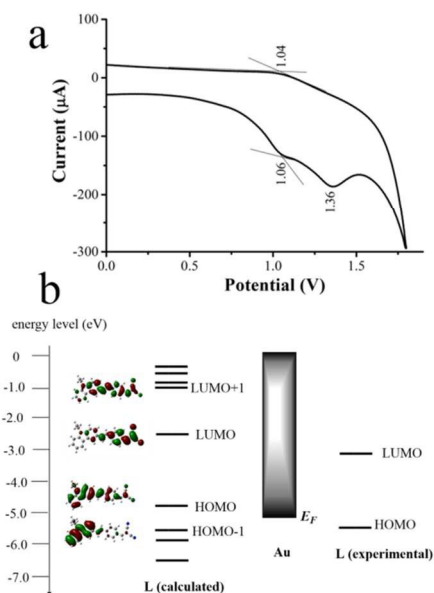 a
100
0
-100
-200
-300
Current (μA)
1.04
1.06
1.36
0.0 0.5 1.0 1.5
Potential (V)
b
energy level (eV)
0
-1.0
-2.0
-3.0
-4.0
-5.0
-6.0
-7.0
LUMO+1
LUMO
HOMO
HOMO-1
L (calculated)
EF
Au
LUMO
HOMO
L (experimental)